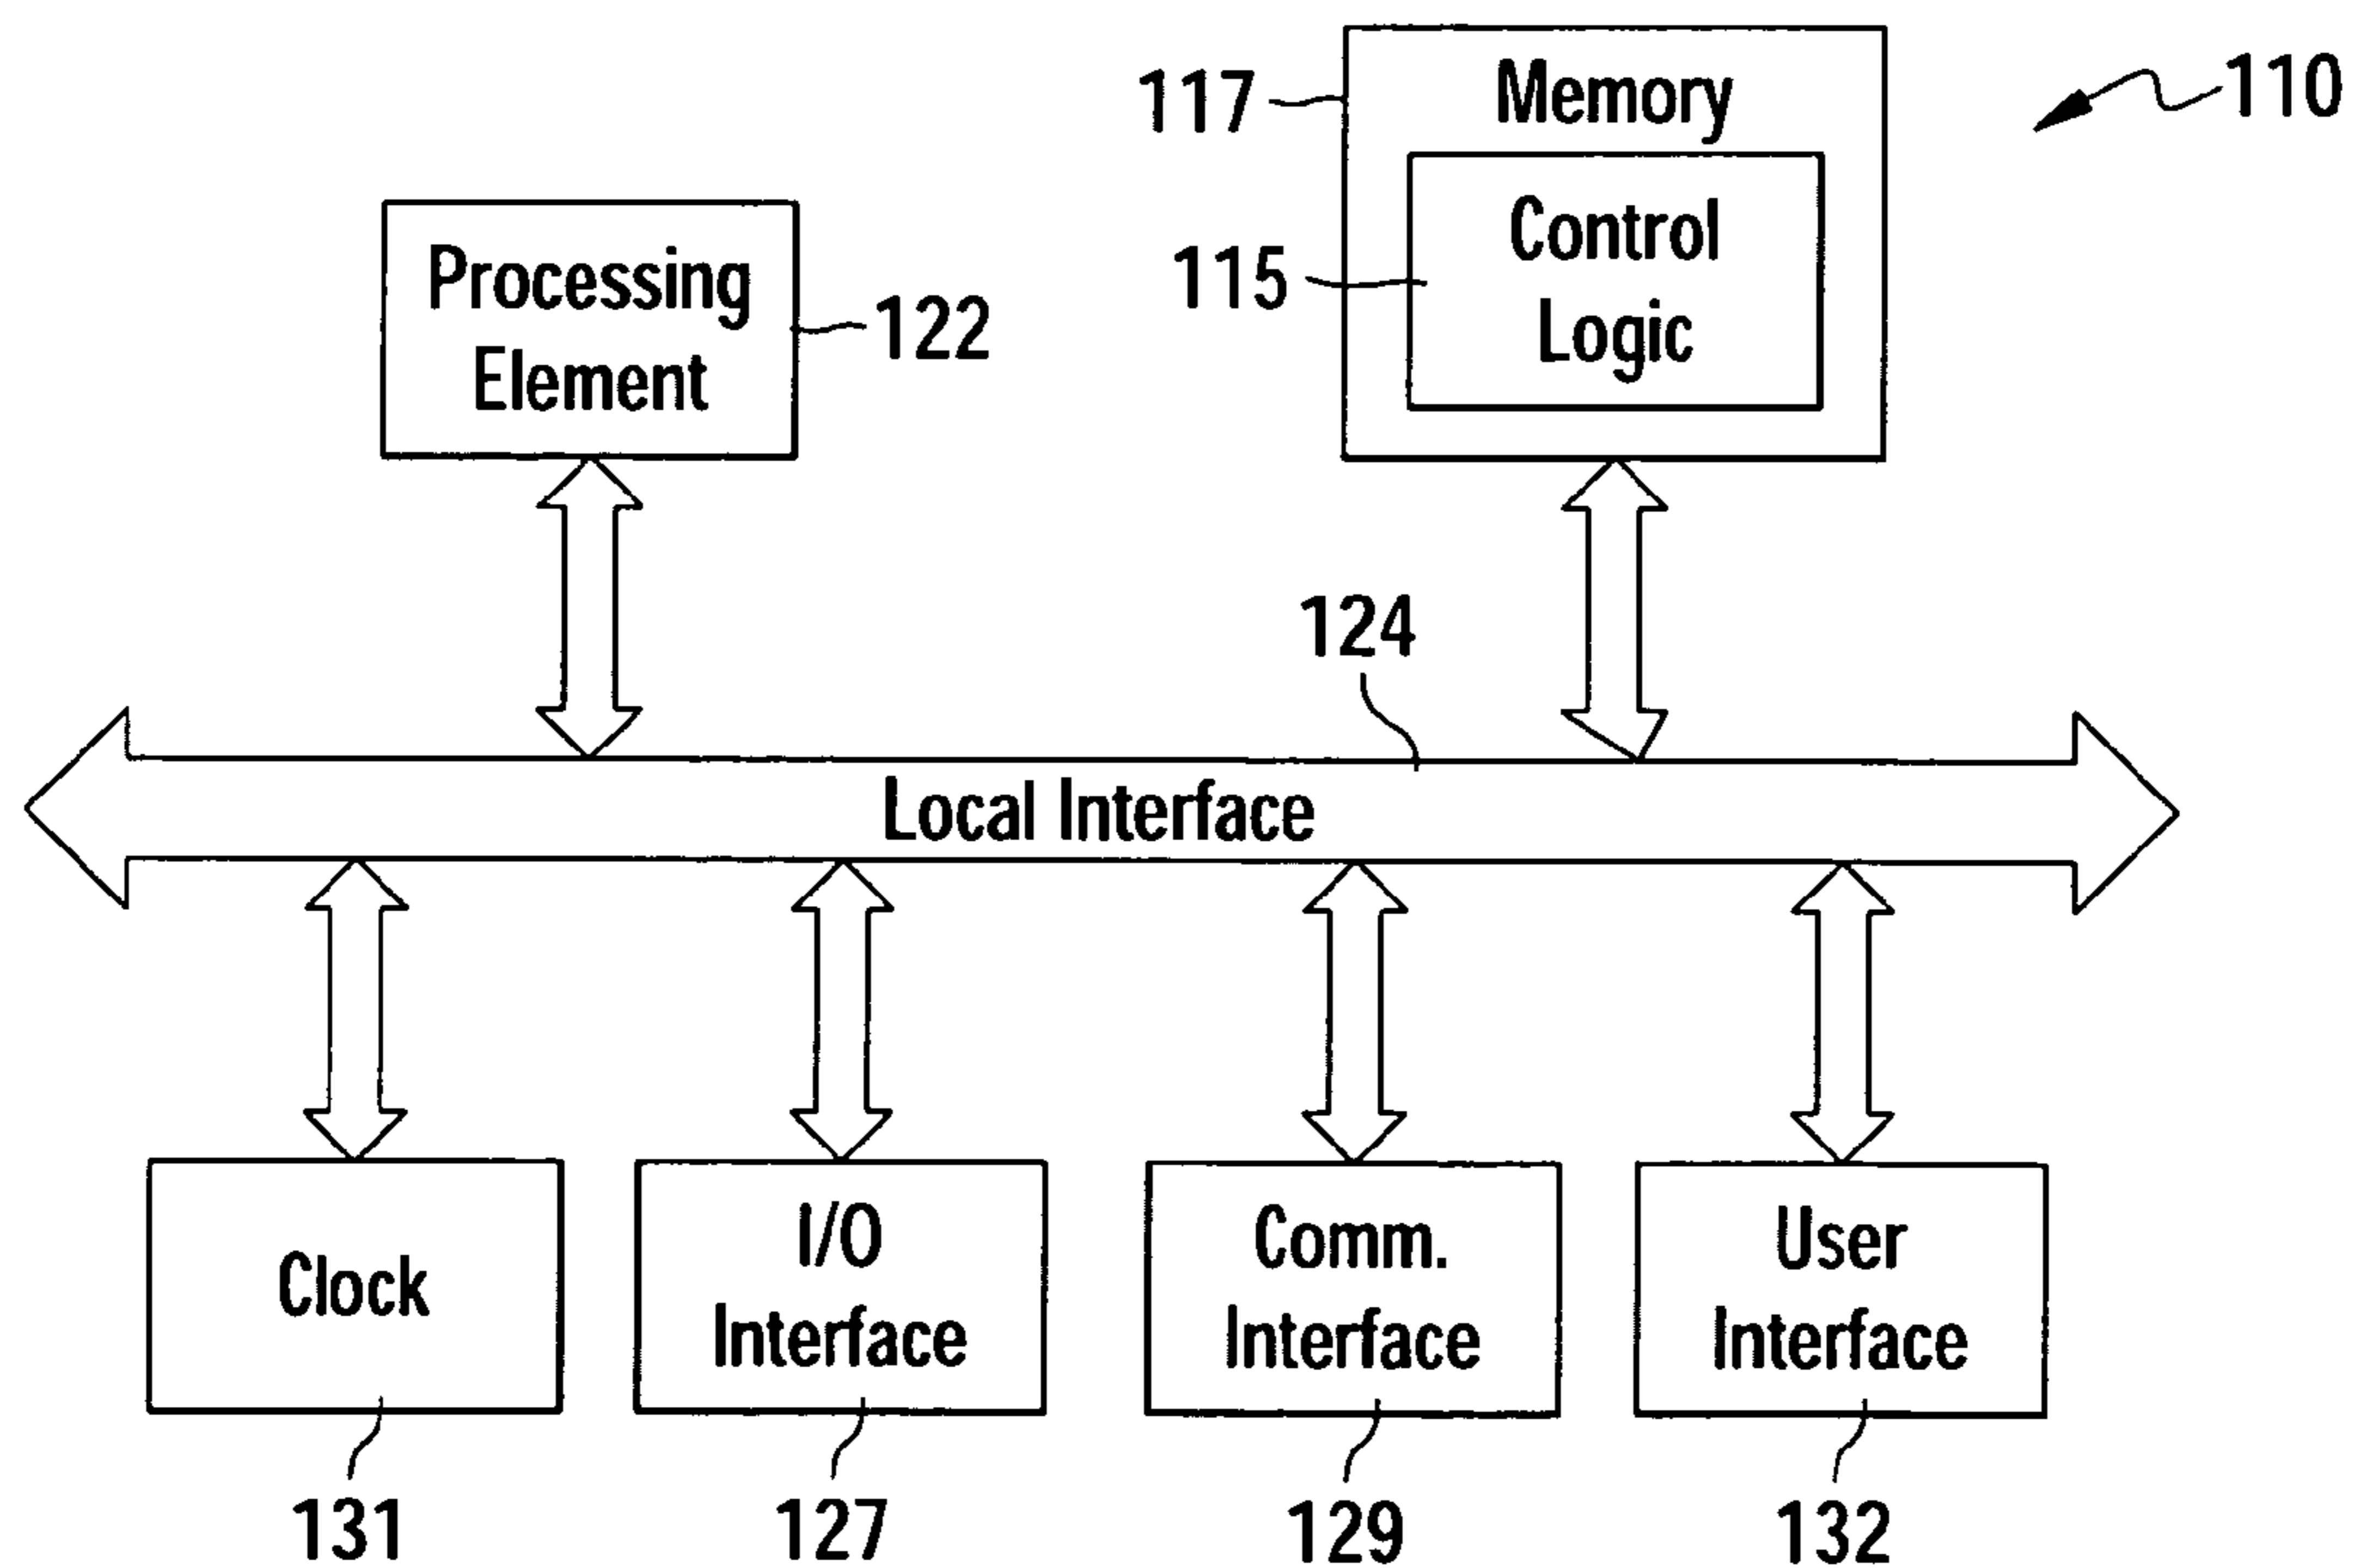 117
Memory
110
Control
Logic
115
Processing
Element
122
124
Local Interface
Clock
I/O
Interface
Comm.
Interface
User
Interface
131
127
129
132